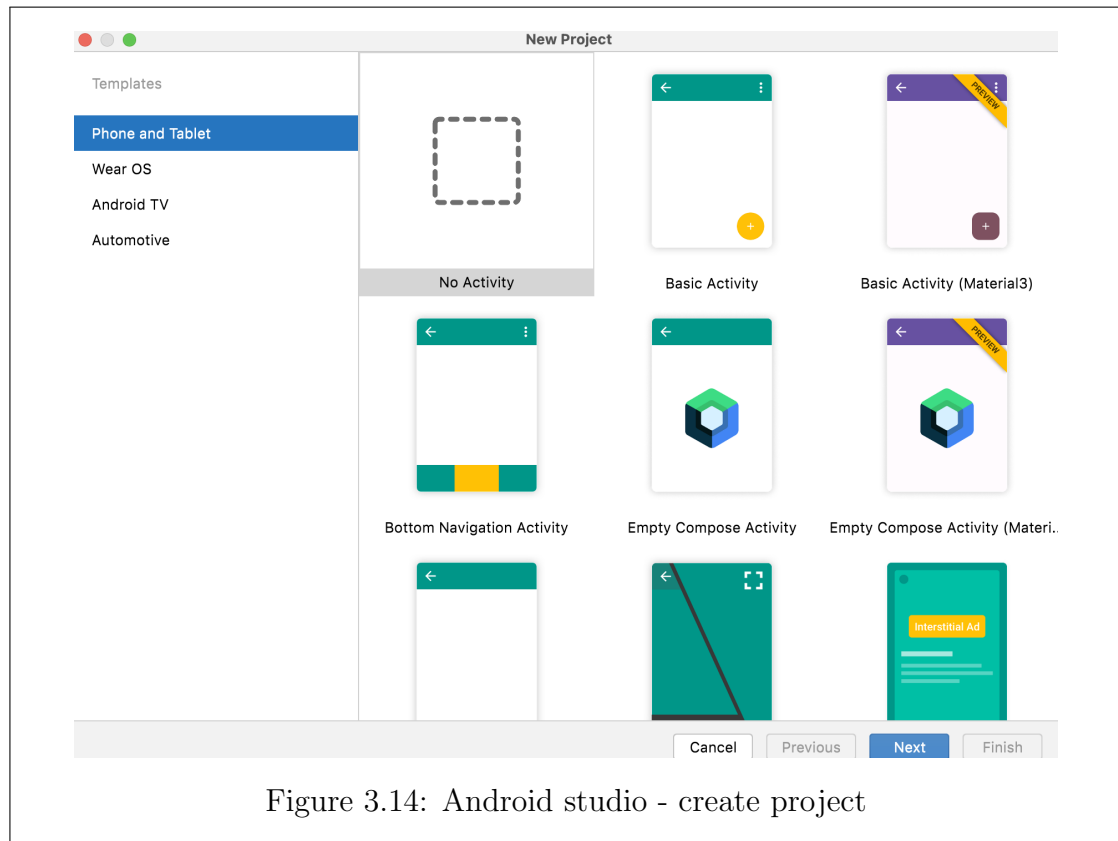 New Project
Templates
Phone and Tablet
Wear OS
Android TV
Automotive
PREVIEW
No Activity
Basic Activity
Basic Activity (Material3)
PREVIEW
Bottom Navigation Activity
Empty Compose Activity
Empty Compose Activity (Materi..
Interstitial Ad
Cancel
Previous
Next
Finish
Figure 3.14: Android studio - create project